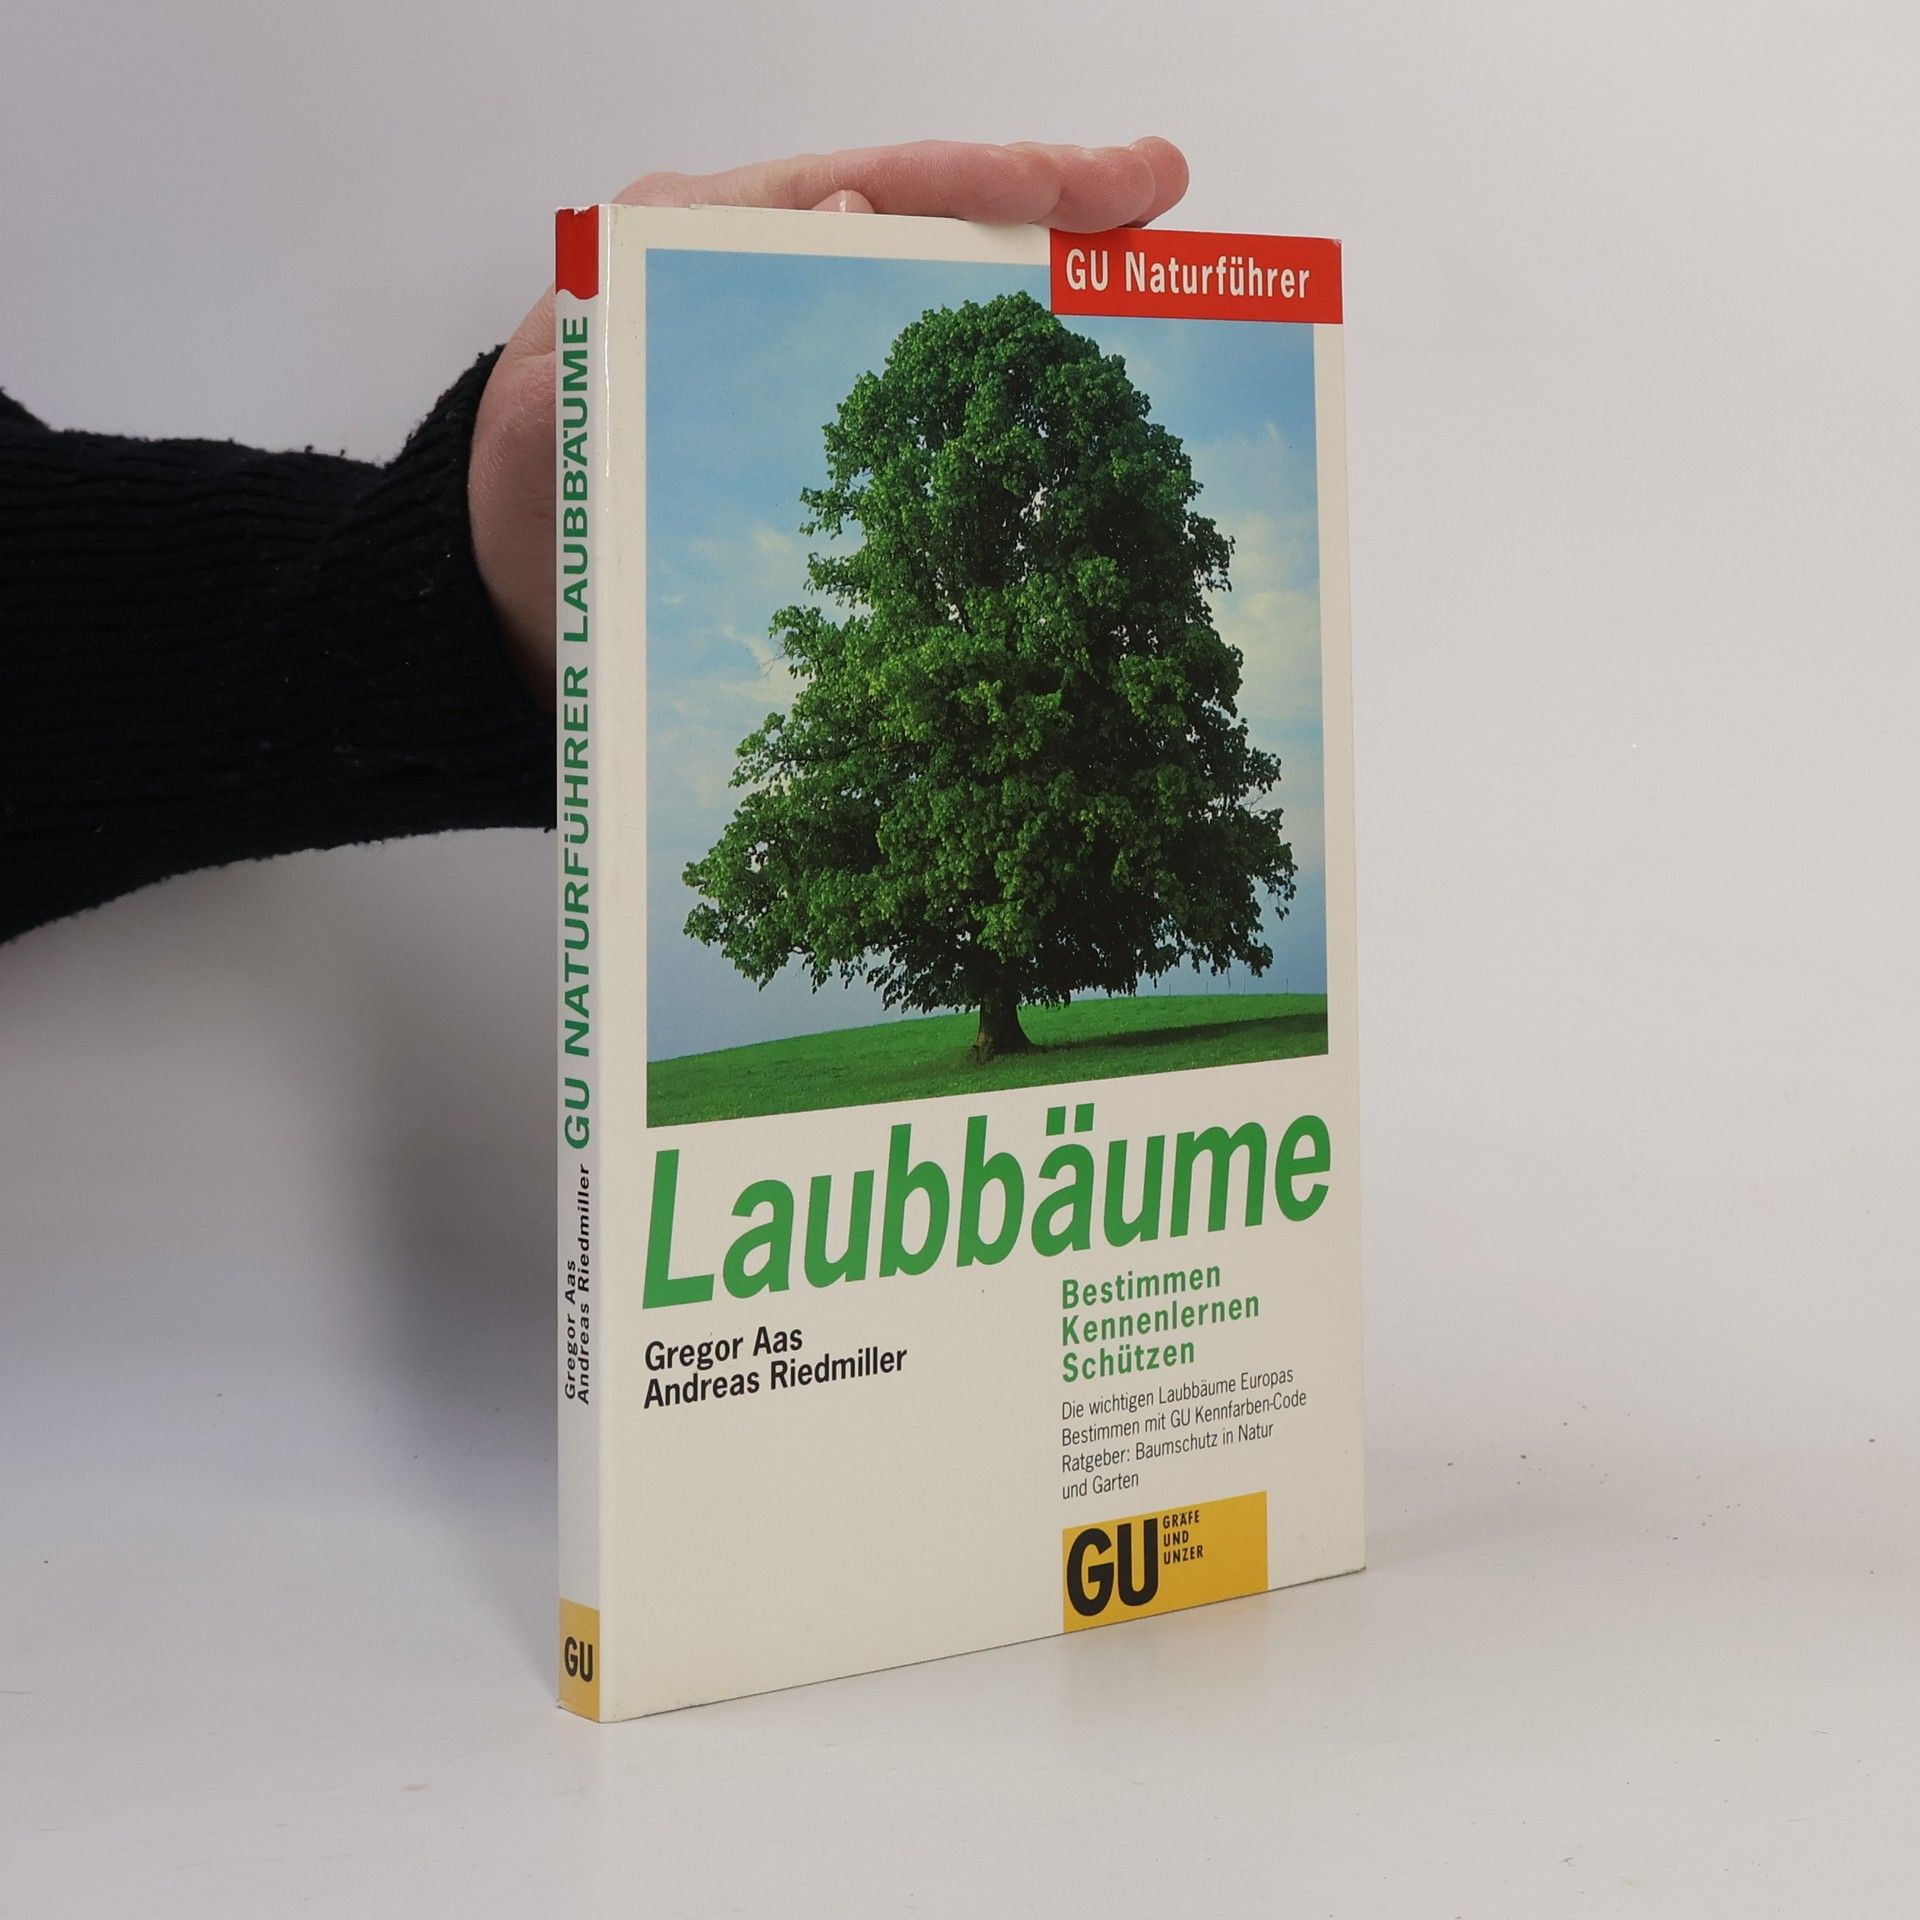 GU Naturführer
Laubbäume
Gregor Aas
Andreas Riedmiller
Bestimmen
Kennenlernen
Schützen
Die wichtigen Laubbäume Europas
Bestimmen mit GU Kennfarben-Code
Ratgeber: Baumschutz in Natur
und Garten
GU
GRÄFE
UND
UNZER
Gregor Aas
Andreas Riedmiller
GU NATURFÜHRER LAUBBÄUME
GU